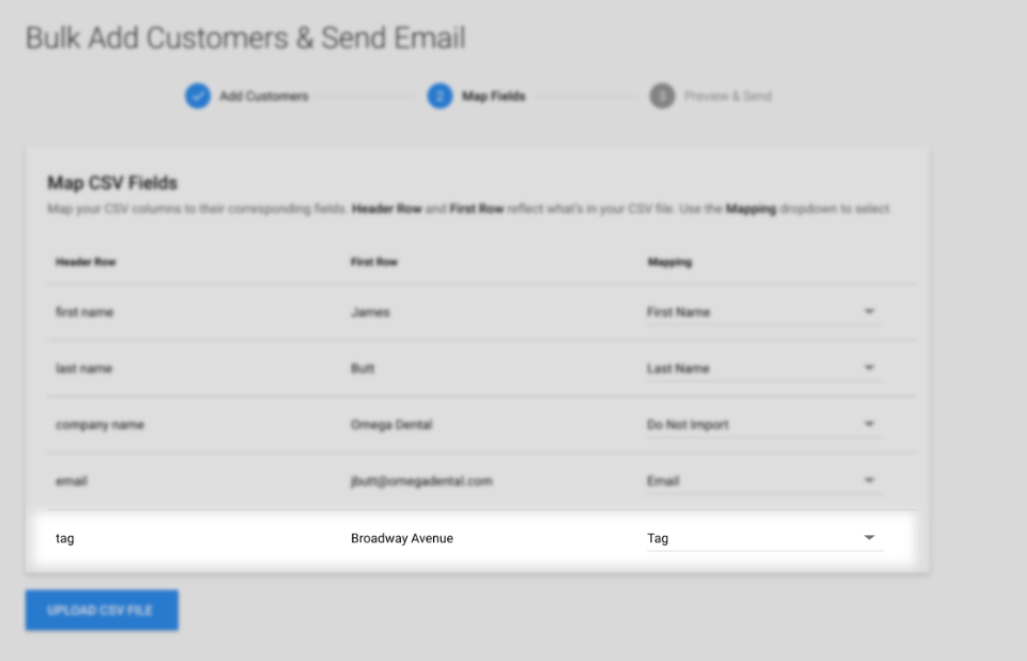 Bulk Add Customers & Send Email
Add Customers 2 Map Fields 3 Preview & Send
Map CSV Fields
Map your CSV columns to their corresponding fields. Header Row and First Row reflect what's in your CSV file. Use the Mapping dropdown to select
Header Row First Row Mapping
first name James First Name
last name Butt Last Name
company name Omega Dental Do Not Import
email jbutt@omegadental.com Email
tag Broadway Avenue Tag
UPLOAD CSV FILE